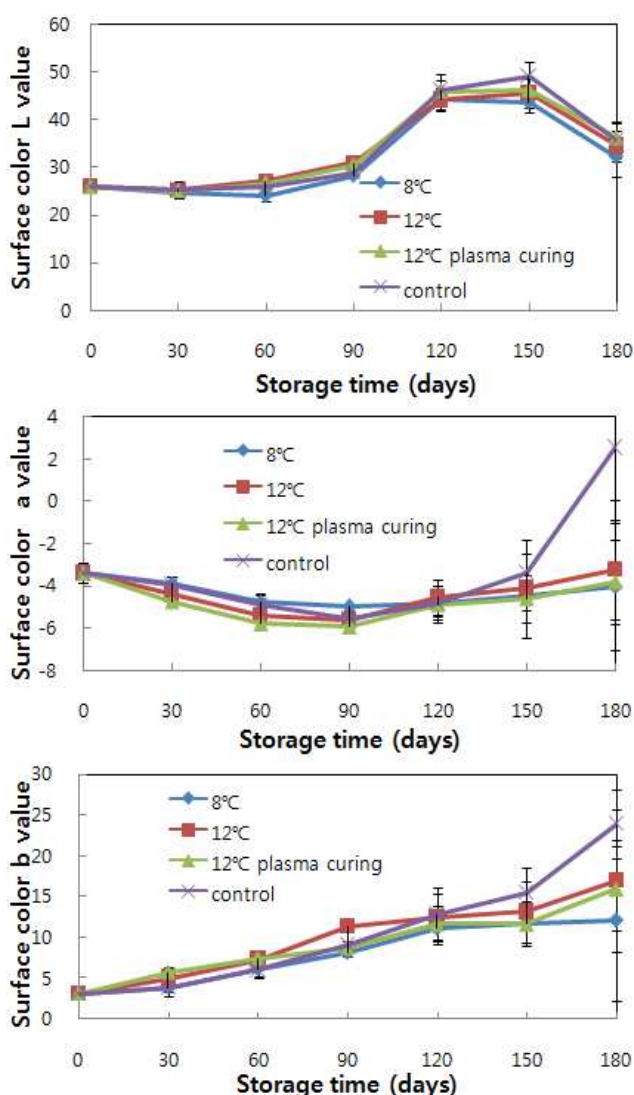 Surface color L value
60
50
40
30
20
10
0
8℃
12℃
12℃ plasma curing
control
0 30 60 90 120 150 180
Storage time (days)
Surface color a value
4
2
0
-2
-4
-6
-8
8℃
12℃
12℃ plasma curing
control
0 30 60 90 120 150 180
Storage time (days)
Surface color b value
30
25
20
15
10
5
0
8℃
12℃
12℃ plasma curing
control
0 30 60 90 120 150 180
Storage time (days)